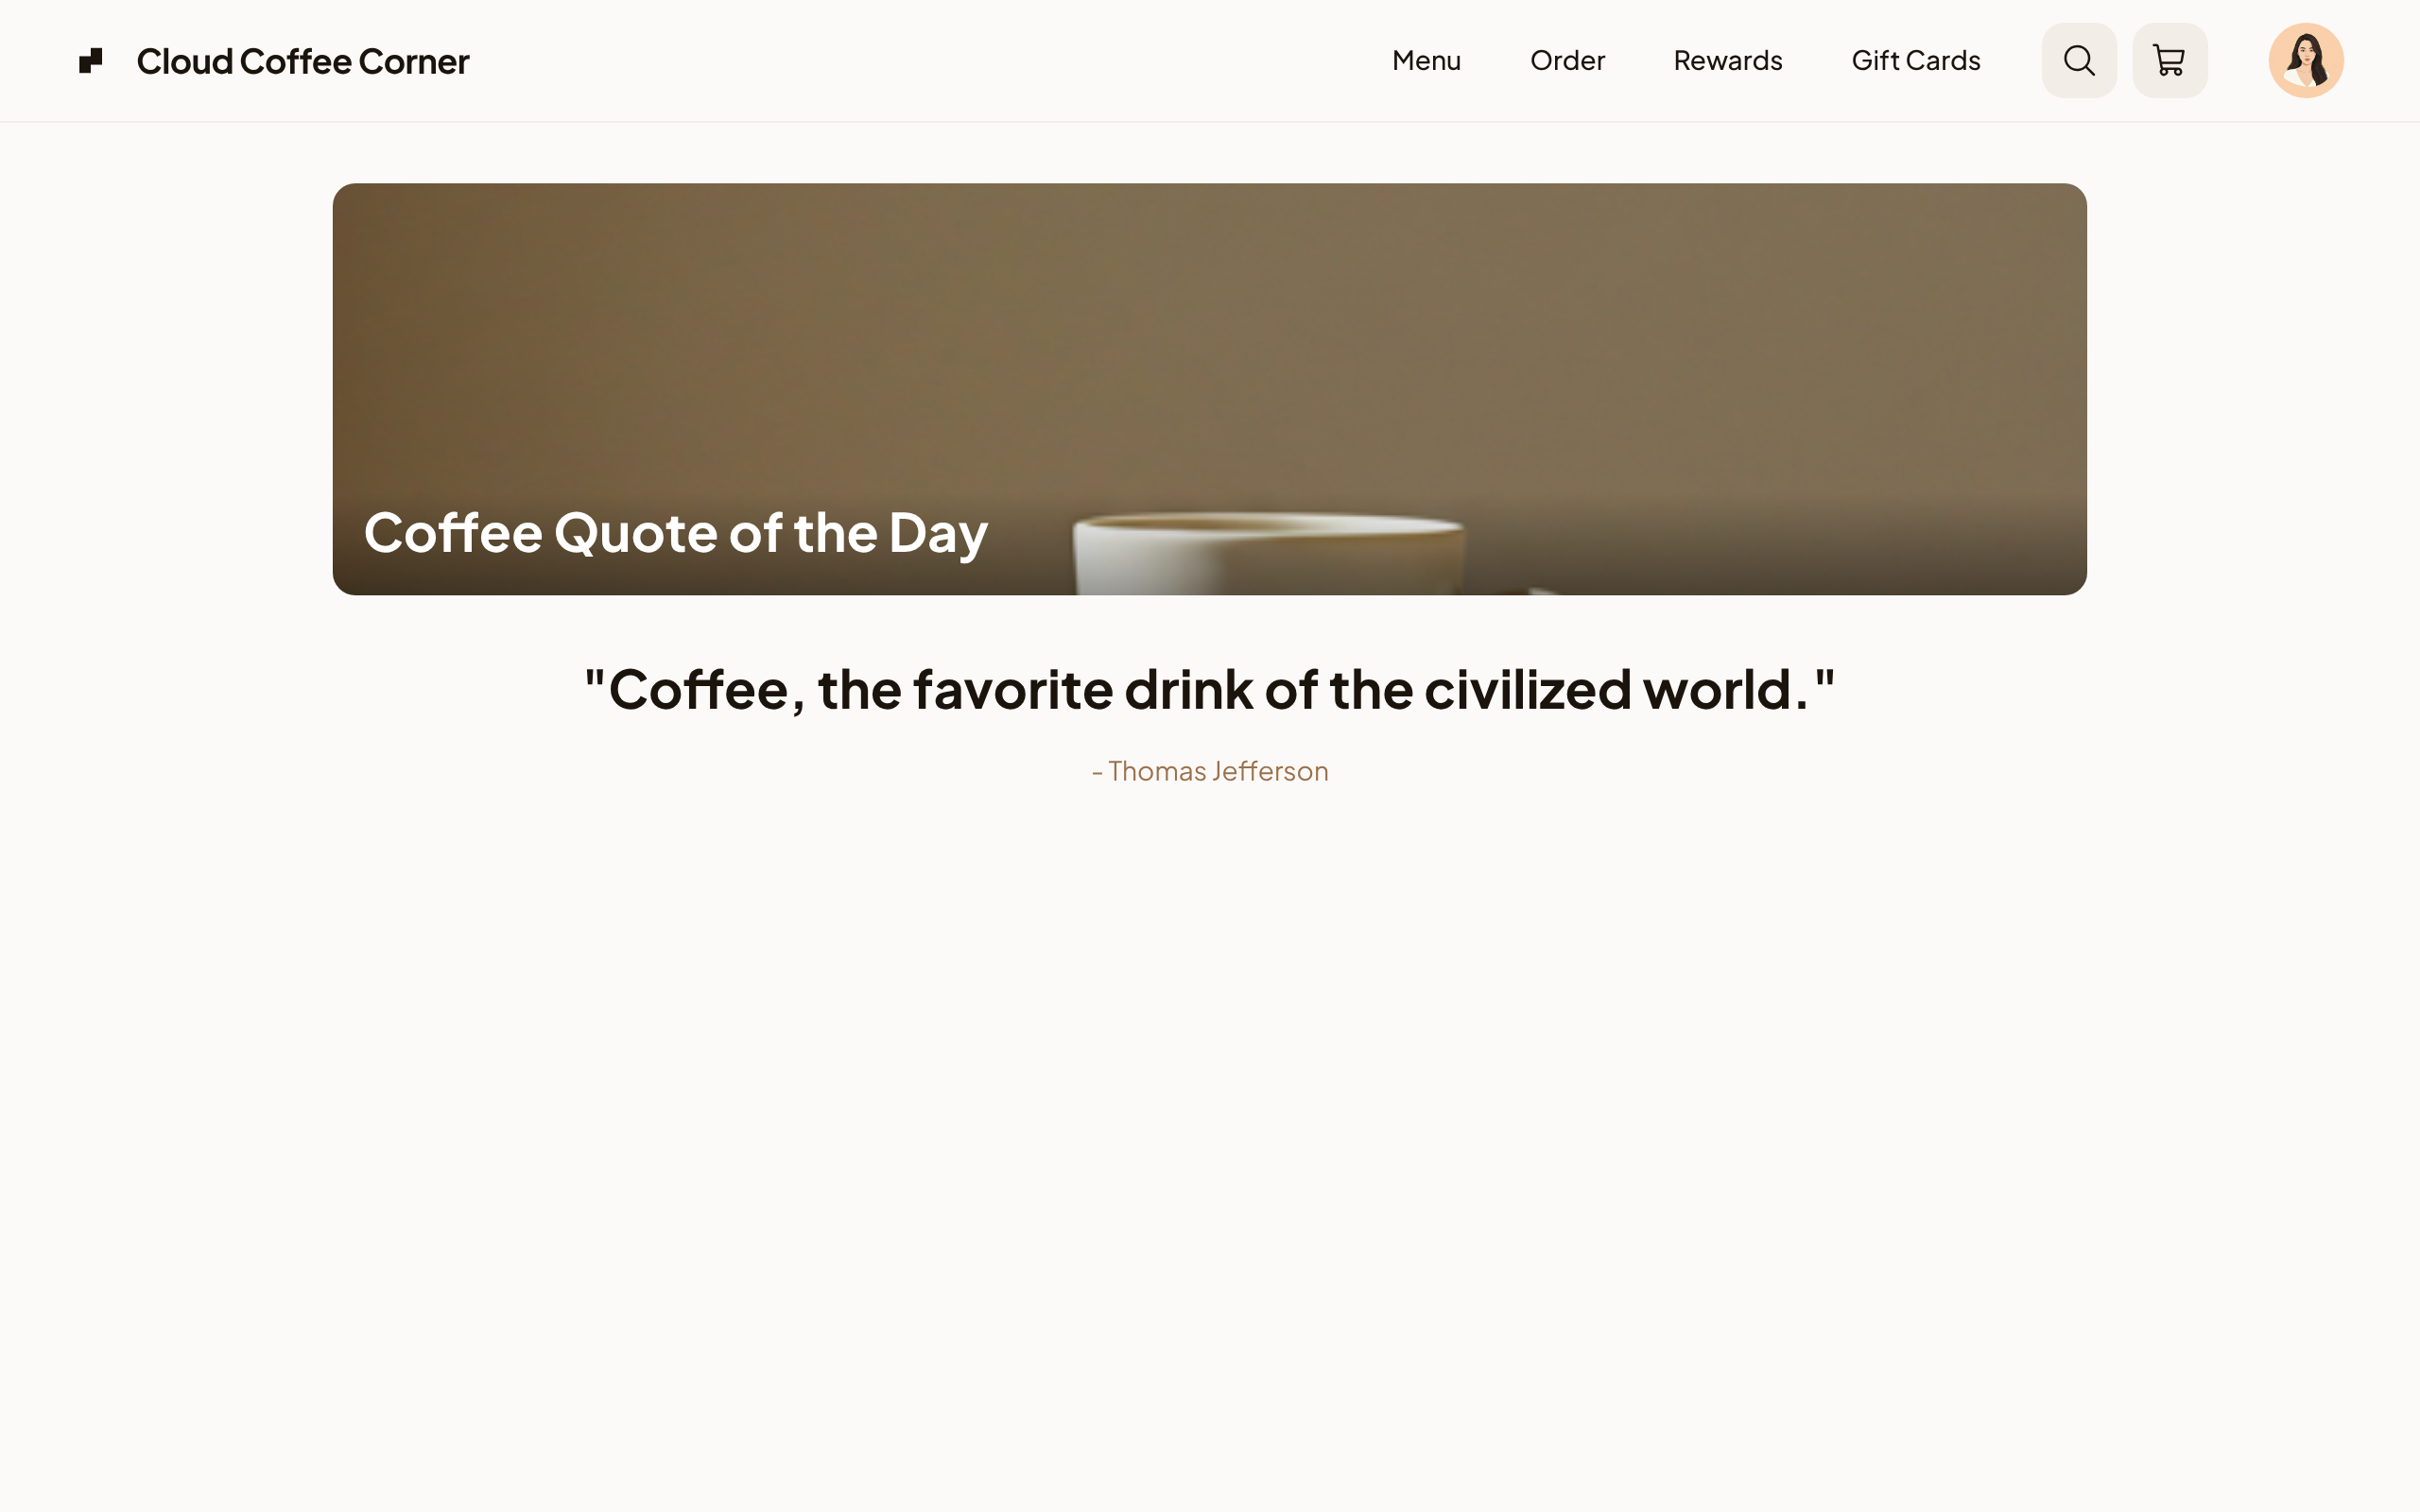 Cloud Coffee Corner
Menu
Order
Rewards
Gift Cards
Coffee Quote of the Day
"Coffee, the favorite drink of the civilized world."
- Thomas Jefferson